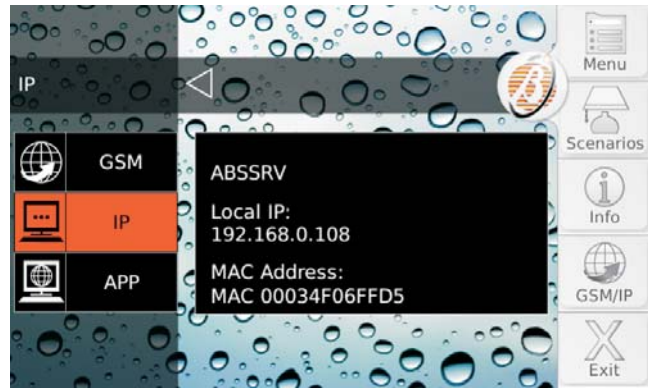 IP
GSM
IP
APP
ABSSRV
Local IP:
192.168.0.108
MAC Address:
MAC 00034F06FFD5
Menu
Scenarios
Info
GSM/IP
Exit